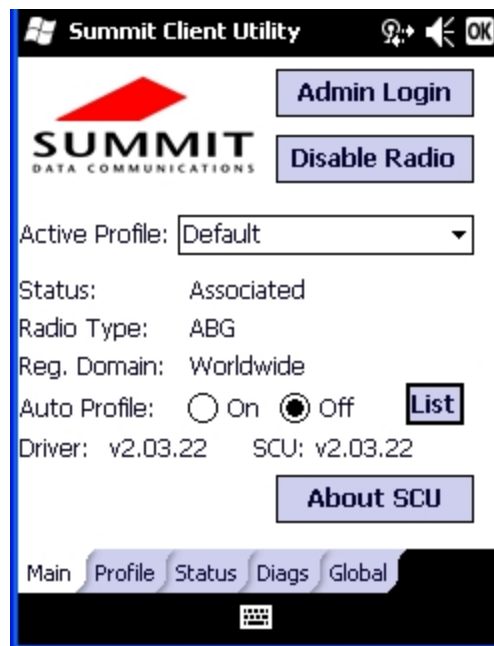 Summit Client Utility OK
Admin Login
SUMMIT
DATA COMMUNICATIONS
Disable Radio
Active Profile: Default
Status: Associated
Radio Type: ABG
Reg. Domain: Worldwide
Auto Profile: On Off List
Driver: v2.03.22 SCU: v2.03.22
About SCU
Main Profile Status Diags Global